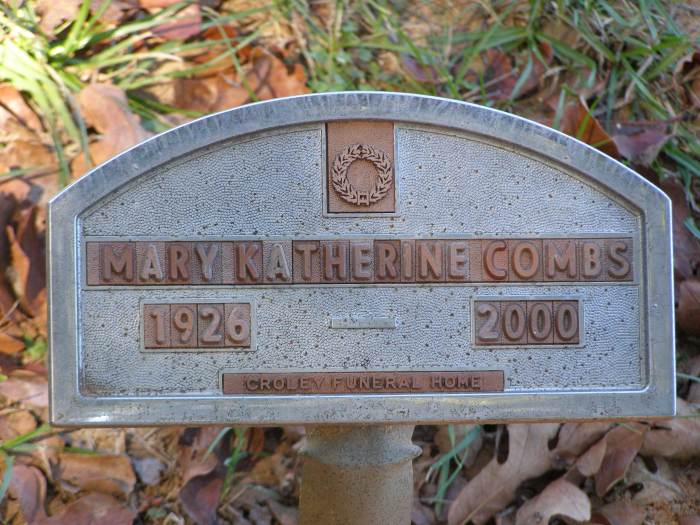 MARY KATHERINE COMBS
1926 2000
CROLEY FUNERAL HOME